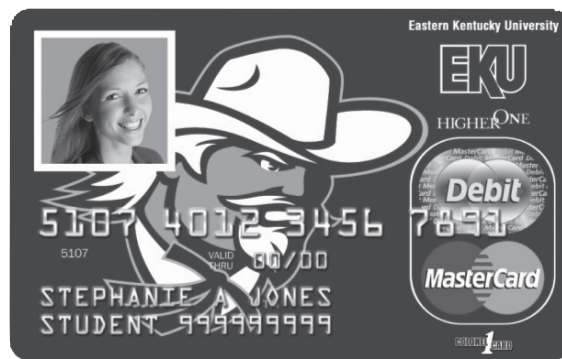 Eastern Kentucky University
EKU
HIGHER ONE
Debit
5107 4012 3456 7891
5107
VALID
THRU
00/00
MasterCard
STEPHANIE A JONES
STUDENT 999999999
COLONEL 1 CARD